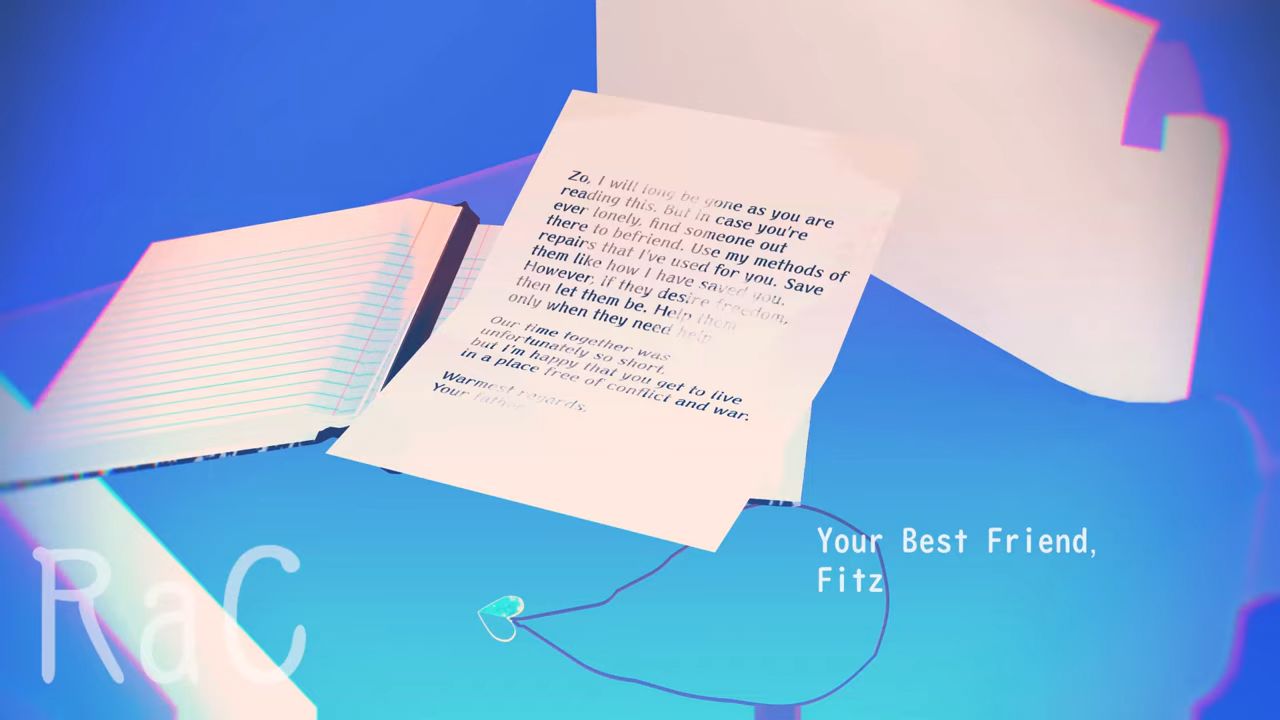 Zo, I will long be gone as you are
reading this. But in case you're
ever lonely, find someone out
there to befriend. Use my methods of
repairs that I've used for you. Save
them like how I have saved you.
However, if they desire freedom,
then let them be. Help them
only when they need help.
Our time together was
unfortunately so short,
but I'm happy that you get to live
in a place free of conflict and war.
Warmest regards,
Your father
Your Best Friend,
Fitz
RaC